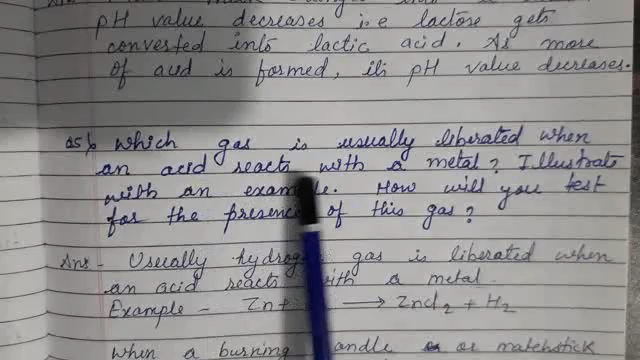 pH value decreases i.e lactose gets
converted into lactic acid. As more
of acid is formed, its pH value decreases.
Which gas is usually liberated when
an acid reacts with a metal? Illustrate
with an example. How will you test
for the presence of this gas?
Ans - Usually hydrogen gas is liberated when
an acid reacts with a metal
Example - Zn+ → ZnCl2 + H2
When a burning candle or matchstick